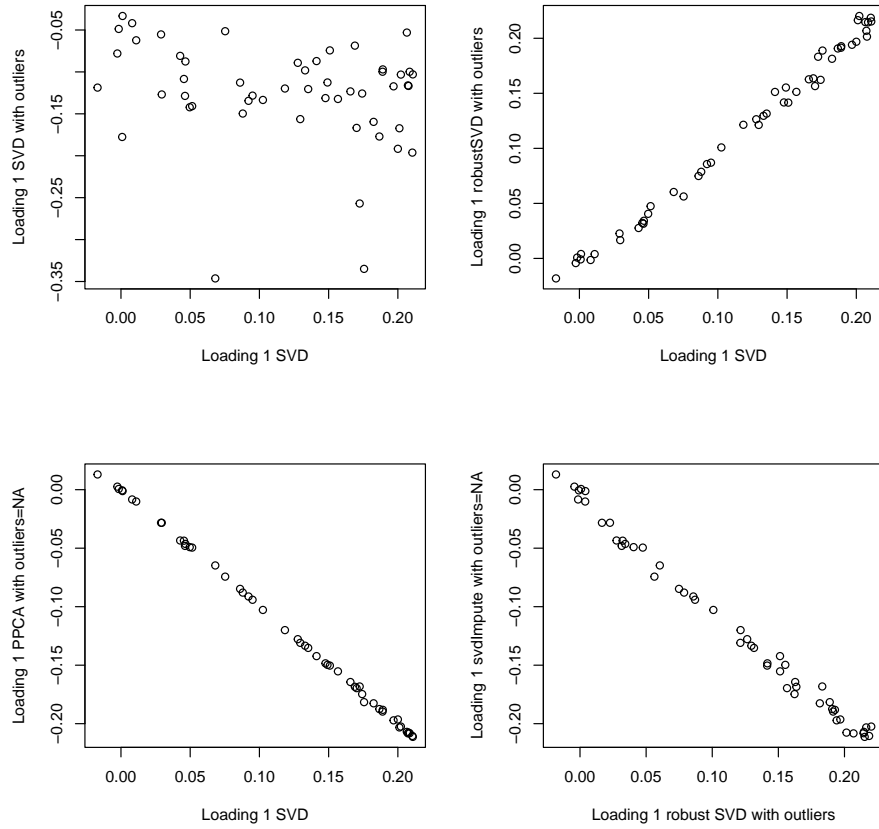 Loading 1 SVD with outliers
−0.35
−0.25
−0.15
−0.05
0.00 0.05 0.10 0.15 0.20
Loading 1 SVD
Loading 1 robustSVD with outliers
0.00
0.05
0.10
0.15
0.20
0.00 0.05 0.10 0.15 0.20
Loading 1 SVD
Loading 1 PPCA with outliers=NA
−0.20
−0.15
−0.10
−0.05
0.00
0.00 0.05 0.10 0.15 0.20
Loading 1 SVD
Loading 1 svdImpute with outliers=NA
−0.20
−0.15
−0.10
−0.05
0.00
0.00 0.05 0.10 0.15 0.20
Loading 1 robust SVD with outliers